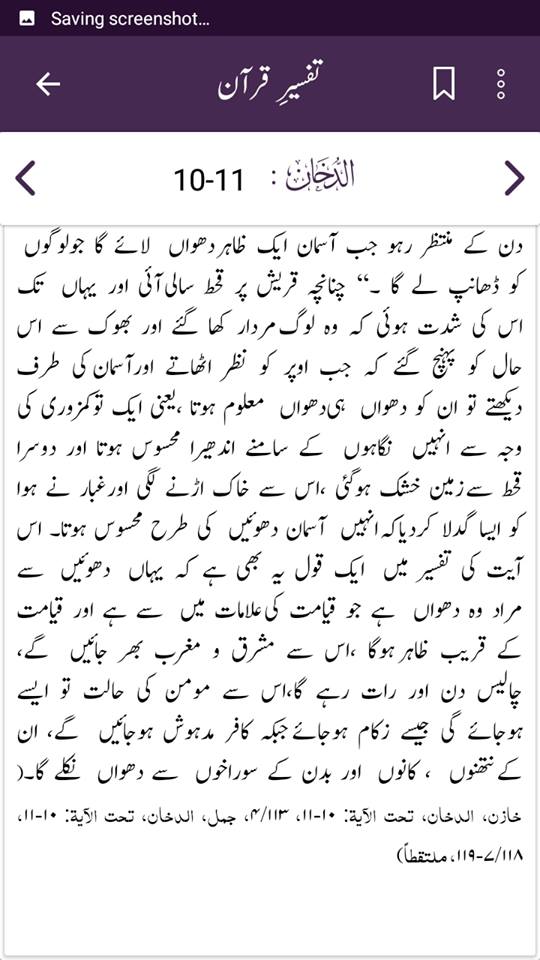 Saving screenshot...
تفسیرِ قرآن
الدُّخَان : 10-11
دن کے منتظر رہو جب آسمان ایک ظاہر دھواں لائے گا جو لوگوں
کو ڈھانپ لے گا ۔‘‘ چنانچہ قریش پر قحط سالی آئی اور یہاں تک
اس کی شدت ہوئی کہ وہ لوگ مردار کھا گئے اور بھوک سے اس
حال کو پہنچ گئے کہ جب اوپر کو نظر اٹھاتے اورآسمان کی طرف
دیکھتے تو ان کو دھواں ہی دھواں معلوم ہوتا ،یعنی ایک تو کمزوری کی
وجہ سے انہیں نگاہوں کے سامنے اندھیرا محسوس ہوتا اور دوسرا
قحط سے زمین خشک ہوگئی ،اس سے خاک اڑنے لگی اور غبار نے ہوا
کو ایسا گدلا کردیا کہ انہیں آسمان دھوئیں کی طرح محسوس ہوتا۔ اس
آیت کی تفسیر میں ایک قول یہ بھی ہے کہ یہاں دھوئیں سے
مراد وہ دھواں ہے جو قیامت کی علامات میں سے ہے اور قیامت
کے قریب ظاہر ہوگا ،اس سے مشرق و مغرب بھر جائیں گے،
چالیس دن اور رات رہے گا،اس سے مومن کی حالت تو ایسے
ہوجائے گی جیسے زکام ہوجائے جبکہ کافر مدہوش ہوجائیں گے، ان
کے نتھنوں ، کانوں اور بدن کے سوراخوں سے دھواں نکلے گا۔(
خازن، الدخان، تحت الآیة: ۱۰-۱۱، ۴/۱۱۳، جمل، الدخان، تحت الآیة: ۱۰-۱۱،
۷/۱۱۸-۱۱۹، ملتقطاً)